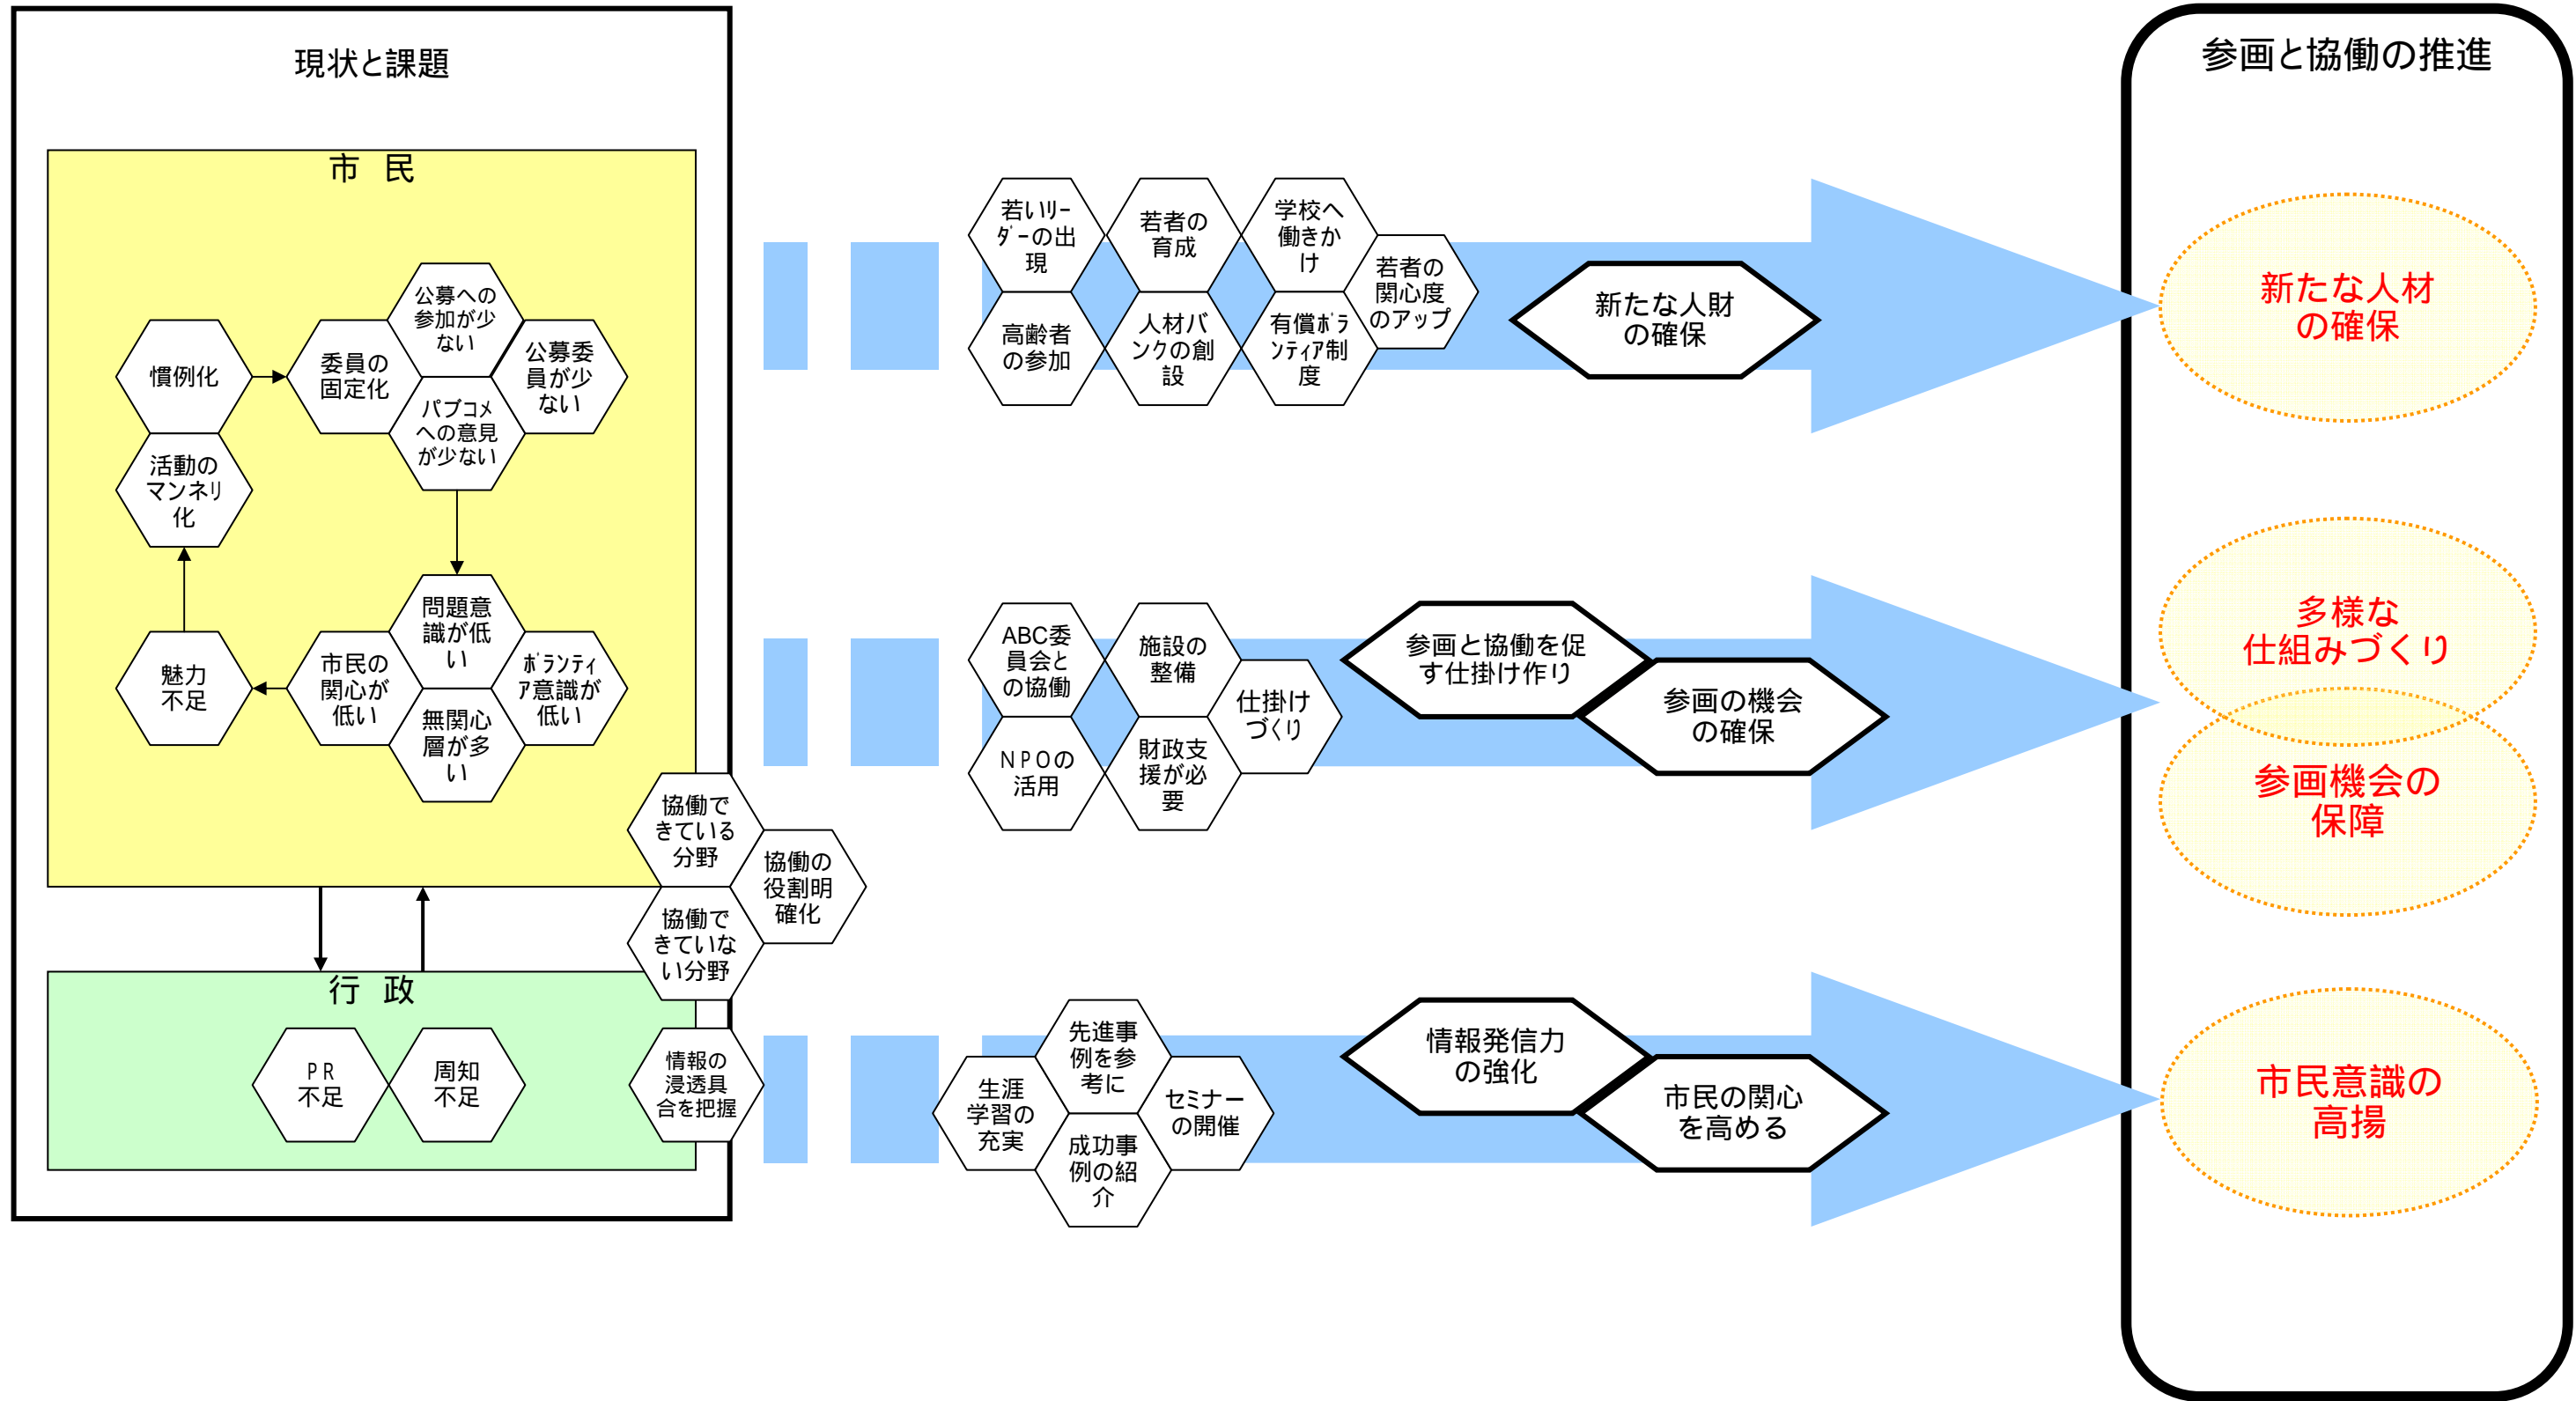 現状と課題
市 民
公募への
参加が少
ない
慣例化
委員の
固定化
公募委
員が少
ない
パブコメ
への意見
が少ない
活動の
マンネリ
化
問題意
識が低
い
魅力
不足
市民の
関心が
低い
ﾎﾞﾗﾝﾃｨ
ｱ意識が
低い
無関心
層が多
い
協働で
きている
分野
協働の
役割明
確化
協働で
きていな
い分野
行 政
ＰＲ
不足
周知
不足
情報の
浸透具
合を把握
若いﾘｰ
ﾀﾞｰの出
現
若者の
育成
学校へ
働きか
け
若者の
関心度
のアップ
高齢者
の参加
人材バ
ンクの創
設
有償ﾎﾞﾗ
ﾝﾃｨｱ制
度
新たな人財
の確保
ABC委
員会と
の協働
施設の
整備
仕掛け
づくり
ＮＰＯの
活用
財政支
援が必
要
参画と協働を促
す仕掛け作り
参画の機会
の確保
先進事
例を参
考に
生涯
学習の
充実
セミナー
の開催
成功事
例の紹
介
情報発信力
の強化
市民の関心
を高める
参画と協働の推進
新たな人材
の確保
多様な
仕組みづくり
参画機会の
保障
市民意識の
高揚